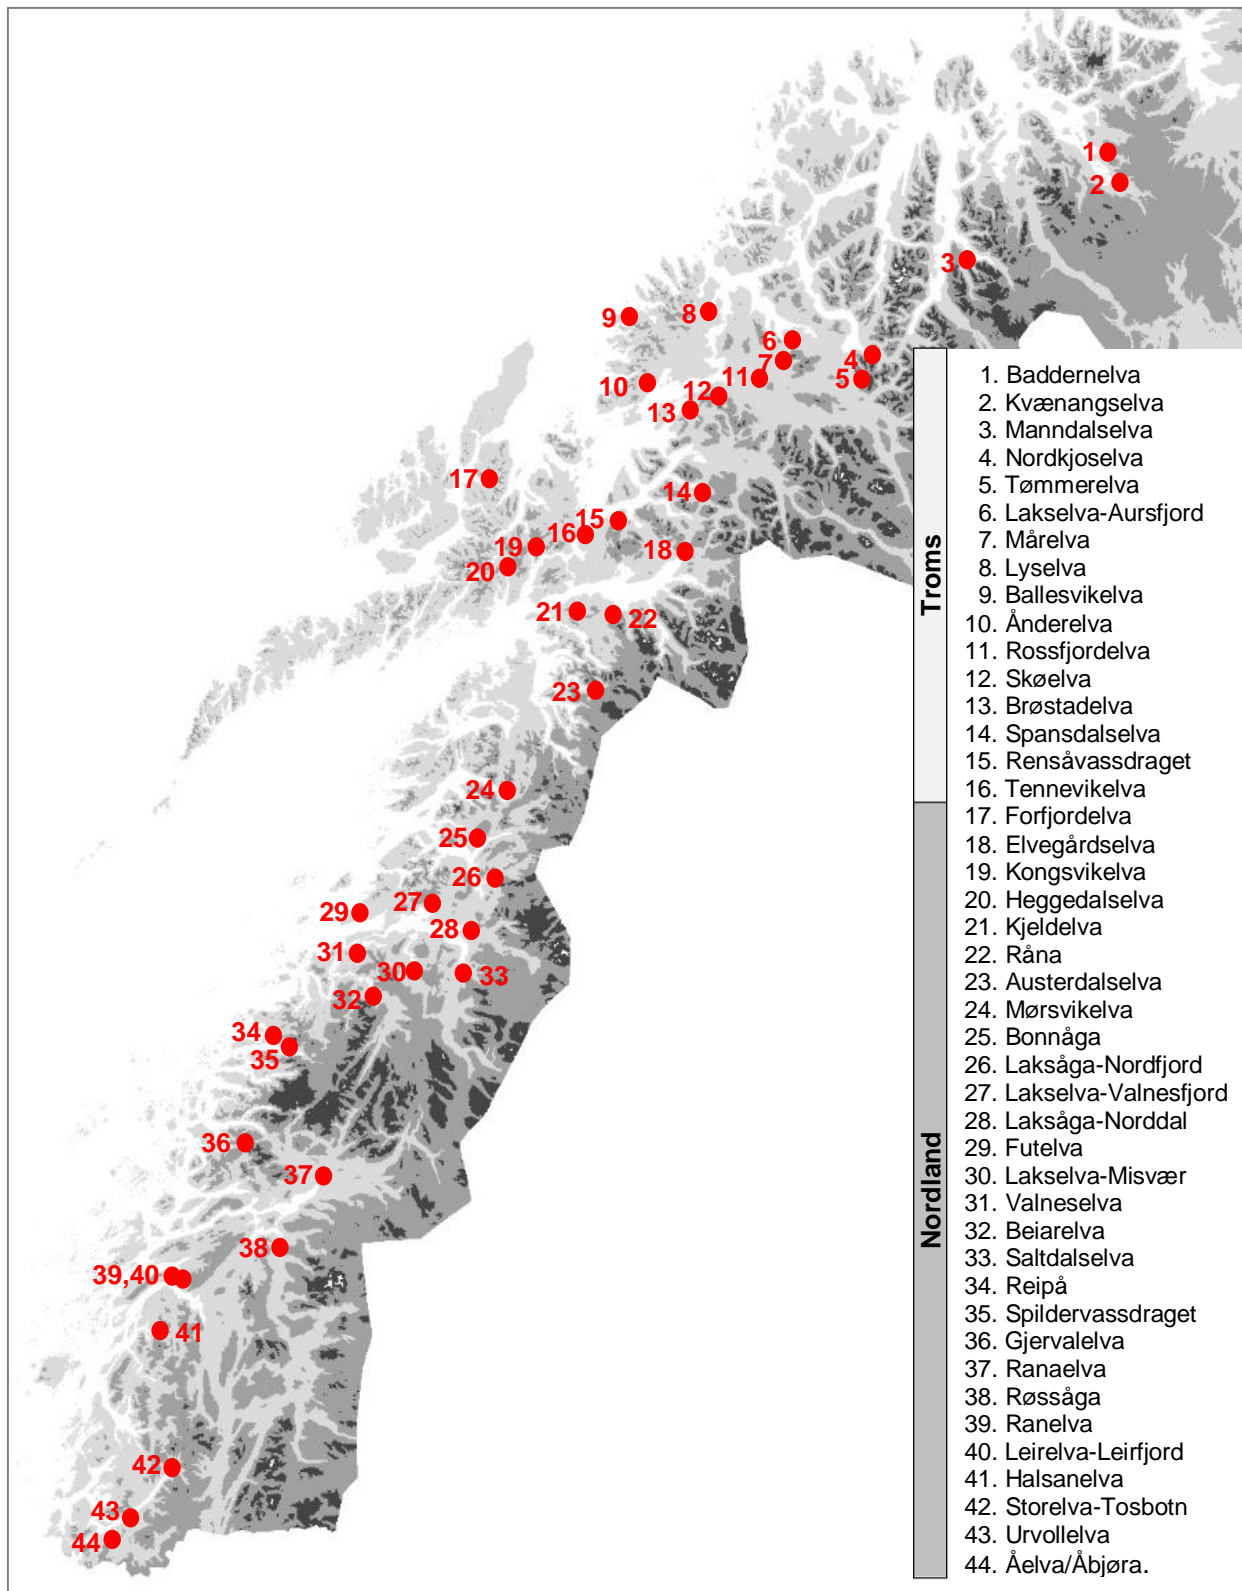 1
2
3
4
5
6
7
8
9
10
11
12
13
14
15
16
17
18
19
20
21
22
23
24
25
26
27
28
29
30
31
32
33
34
35
36
37
38
39,40
41
42
43
44
Troms
1. Baddernelva
2. Kvænangselva
3. Manndalselva
4. Nordkjoselva
5. Tømmerelva
6. Lakselva-Aursfjord
7. Mårelva
8. Lyselva
9. Ballesvikelva
10. Ånderelva
11. Rossfjordelva
12. Skøelva
13. Brøstadelva
14. Spansdalselva
15. Rensåvassdraget
16. Tennevikelva
Nordland
17. Forfjordelva
18. Elvegårdselva
19. Kongsvikelva
20. Heggedalselva
21. Kjeldelva
22. Råna
23. Austerdalselva
24. Mørsvikelva
25. Bonnåga
26. Laksåga-Nordfjord
27. Lakselva-Valnesfjord
28. Laksåga-Norddal
29. Futelva
30. Lakselva-Misvær
31. Valneselva
32. Beiarelva
33. Saltdalselva
34. Reipå
35. Spildervassdraget
36. Gjervalelva
37. Ranaelva
38. Røssåga
39. Ranelva
40. Leirelva-Leirfjord
41. Halsanelva
42. Storelva-Tosbotn
43. Urvollelva
44. Åelva/Åbjøra.